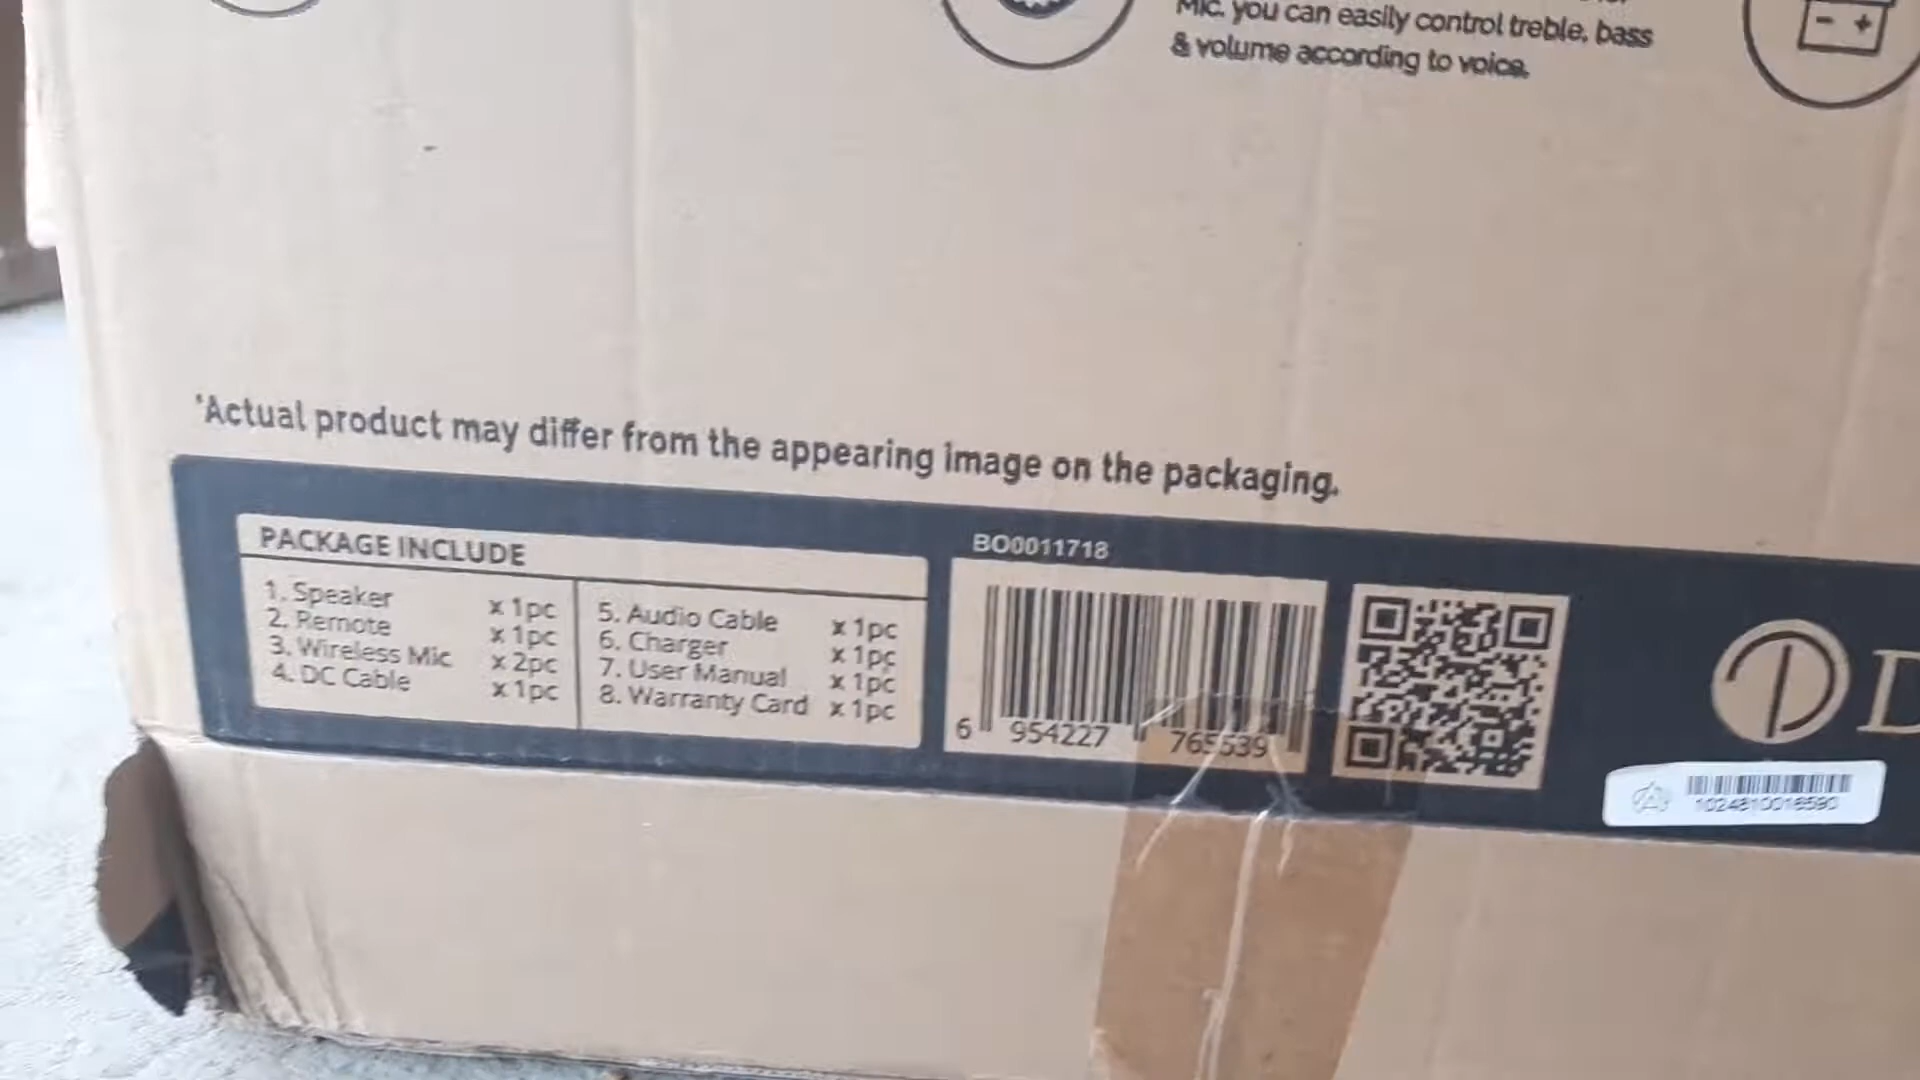 Mic. you can easily control treble, bass
& volume according to voice.
*Actual product may differ from the appearing image on the packaging.
PACKAGE INCLUDE
1. Speaker x 1pc
2. Remote x 1pc
3. Wireless Mic x 2pc
4. DC Cable x 1pc
5. Audio Cable x 1pc
6. Charger x 1pc
7. User Manual x 1pc
8. Warranty Card x 1pc
BO0011718
6 954227 765539
- +
D
1024810016590